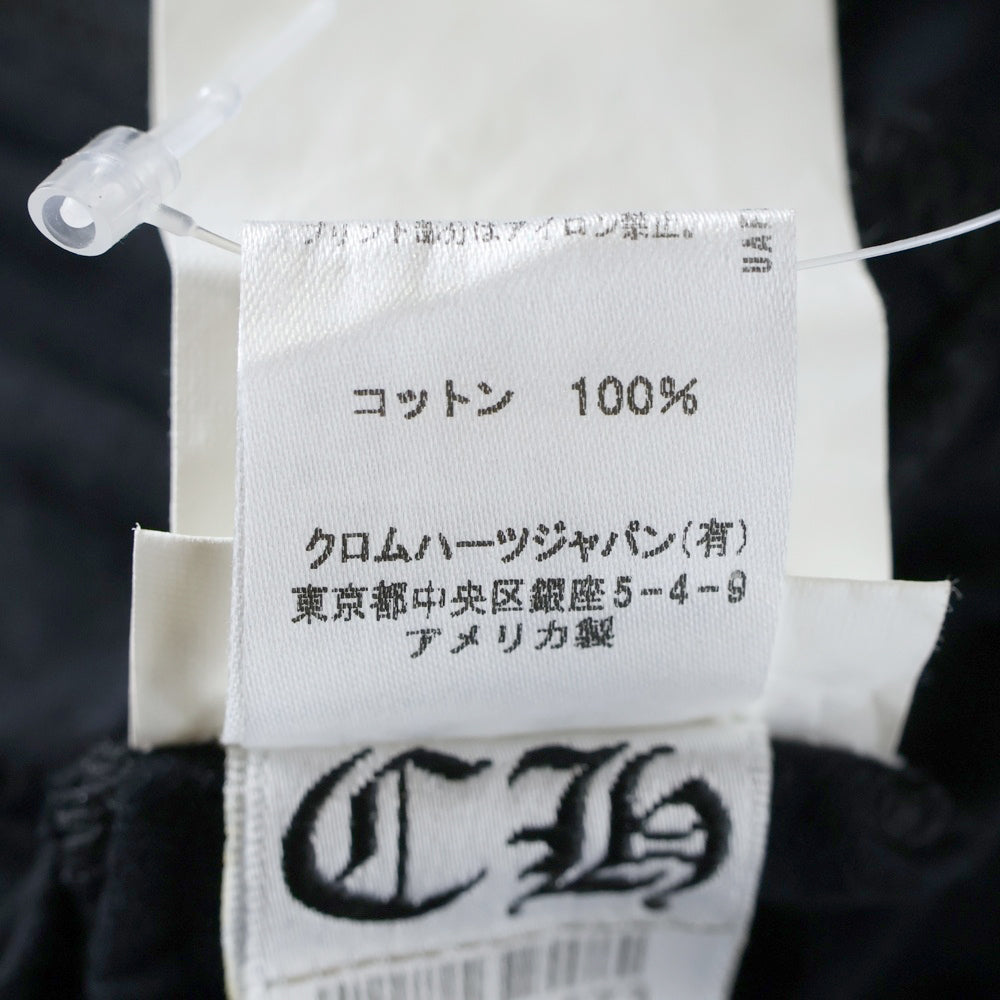 プリント部分はアイロン禁止。
コットン 100%
クロムハーツジャパン(有)
東京都中央区銀座5-4-9
アメリカ製
CH